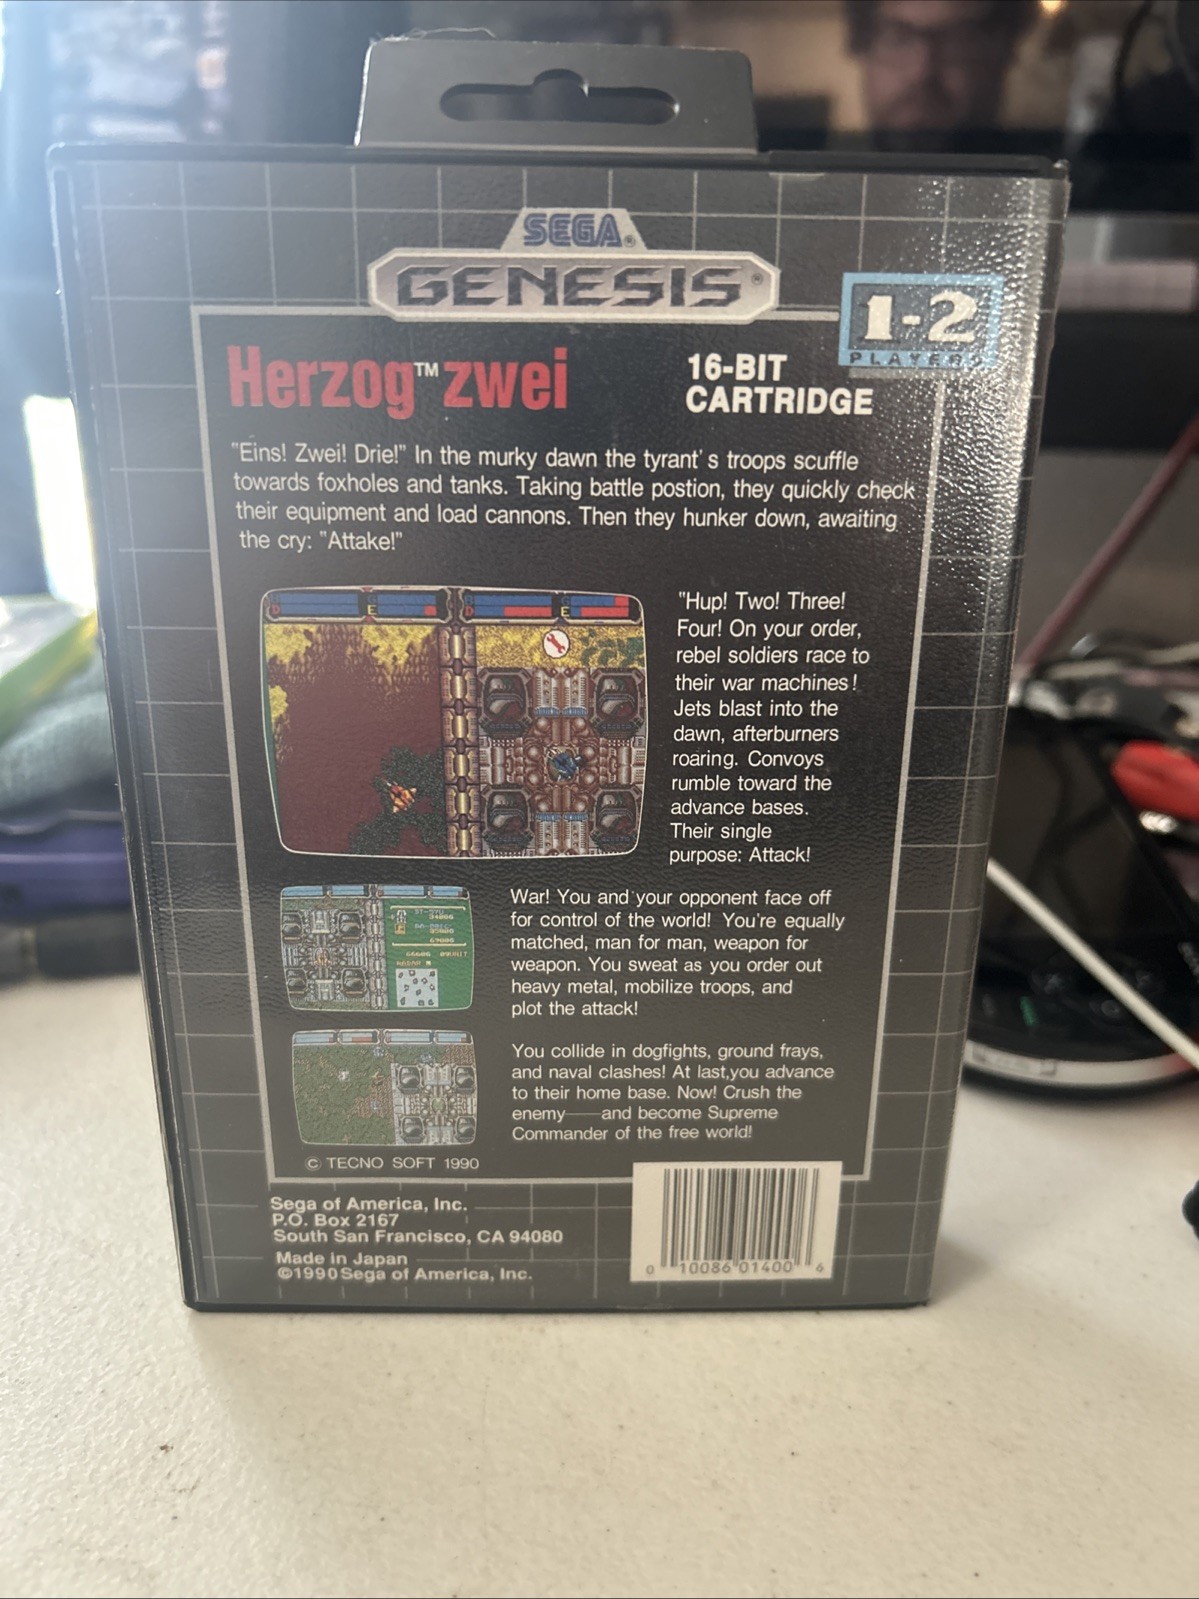 SEGA®
GENESIS®
1-2
PLAYERS
Herzog™ zwei
16-BIT
CARTRIDGE
"Eins! Zwei! Drie!" In the murky dawn the tyrant's troops scuffle
towards foxholes and tanks. Taking battle postion, they quickly check
their equipment and load cannons. Then they hunker down, awaiting
the cry: "Attake!"
"Hup! Two! Three!
Four! On your order,
rebel soldiers race to
their war machines!
Jets blast into the
dawn, afterburners
roaring. Convoys
rumble toward the
advance bases.
Their single
purpose: Attack!
War! You and your opponent face off
for control of the world! You're equally
matched, man for man, weapon for
weapon. You sweat as you order out
heavy metal, mobilize troops, and
plot the attack!
You collide in dogfights, ground frays,
and naval clashes! At last,you advance
to their home base. Now! Crush the
enemy——and become Supreme
Commander of the free world!
© TECNO SOFT 1990
Sega of America, Inc.
P.O. Box 2167
South San Francisco, CA 94080
Made in Japan
©1990 Sega of America, Inc.
0 10086 01400 6